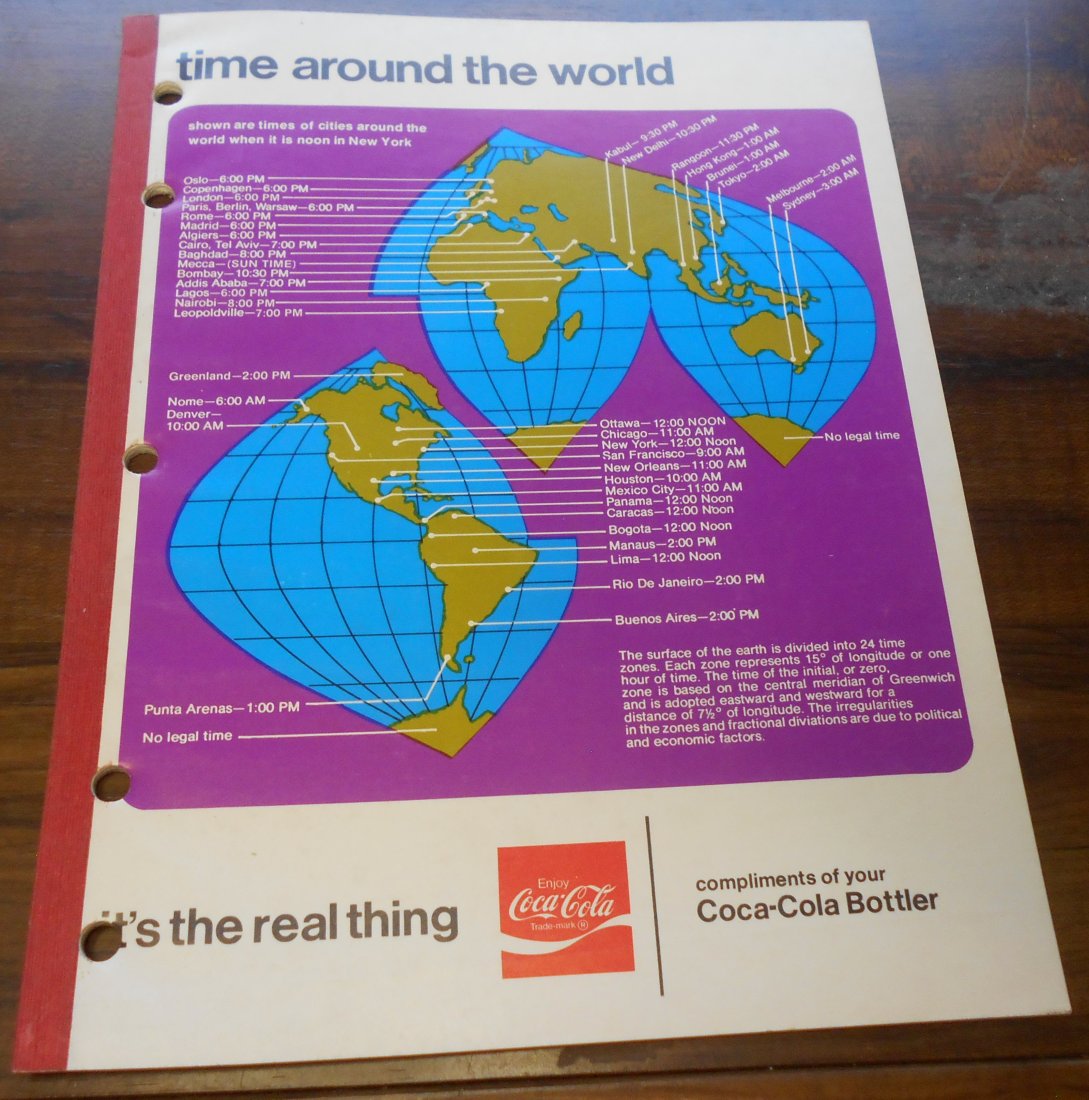 time around the world
shown are times of cities around the
world when it is noon in New York
Kabul—9:30 PM
New Delhi—10:30 PM
Rangoon—11:30 PM
Hong Kong—1:00 AM
Brunei—1:00 AM
Tokyo—2:00 AM
Melbourne—2:00 AM
Sydney—3:00 AM
Oslo—6:00 PM
Copenhagen—6:00 PM
London—6:00 PM
Paris, Berlin, Warsaw—6:00 PM
Rome—6:00 PM
Madrid—6:00 PM
Algiers—6:00 PM
Cairo, Tel Aviv—7:00 PM
Baghdad—8:00 PM
Mecca—(SUN TIME)
Bombay—10:30 PM
Addis Ababa—7:00 PM
Lagos—6:00 PM
Nairobi—8:00 PM
Leopoldville—7:00 PM
Greenland—2:00 PM
Nome—6:00 AM
Denver—
10:00 AM
Ottawa—12:00 NOON
Chicago—11:00 AM
New York—12:00 Noon
San Francisco—9:00 AM
New Orleans—11:00 AM
Houston—10:00 AM
Mexico City—11:00 AM
Panama—12:00 Noon
Caracas—12:00 Noon
Bogota—12:00 Noon
Manaus—2:00 PM
Lima—12:00 Noon
Rio De Janeiro—2:00 PM
Buenos Aires—2:00 PM
No legal time
Punta Arenas—1:00 PM
No legal time
The surface of the earth is divided into 24 time
zones. Each zone represents 15° of longitude or one
hour of time. The time of the initial, or zero,
zone is based on the central meridian of Greenwich
and is adopted eastward and westward for a
distance of 7½° of longitude. The irregularities
in the zones and fractional diviations are due to political
and economic factors.
it's the real thing
Enjoy
Coca-Cola
Trade-mark ®
compliments of your
Coca-Cola Bottler